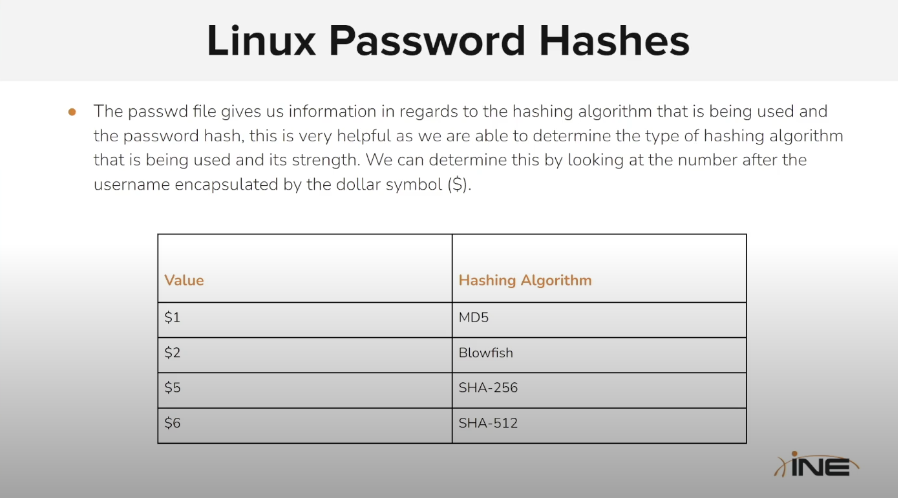 Linux Password Hashes
The passwd file gives us information in regards to the hashing algorithm that is being used and
the password hash, this is very helpful as we are able to determine the type of hashing algorithm
that is being used and its strength. We can determine this by looking at the number after the
username encapsulated by the dollar symbol ($).
Value Hashing Algorithm
$1 MD5
$2 Blowfish
$5 SHA-256
$6 SHA-512
INE